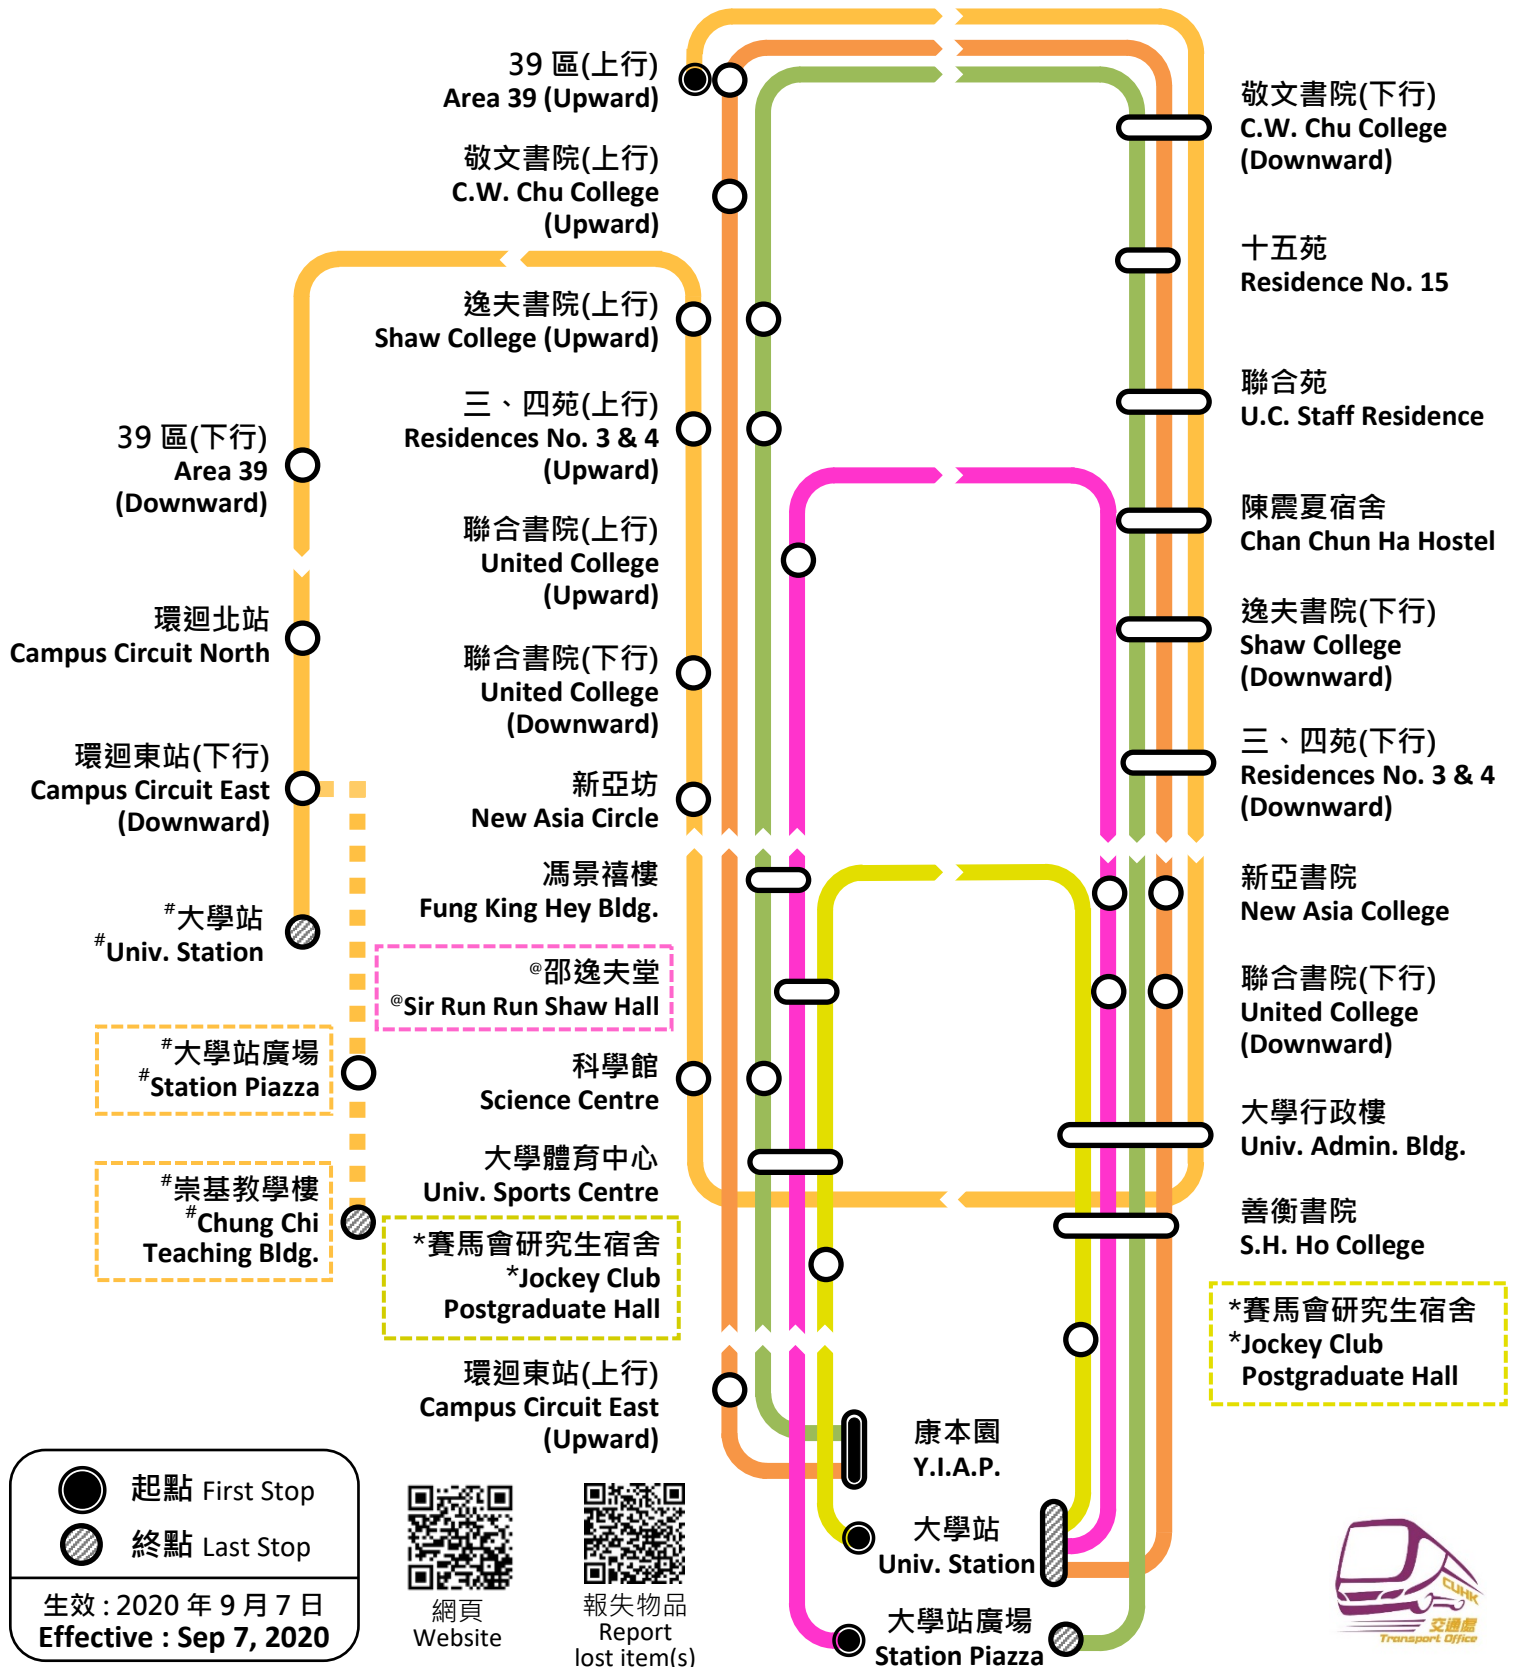 39 區(上行)
Area 39 (Upward)
敬文書院(上行)
C.W. Chu College
(Upward)
逸夫書院(上行)
Shaw College (Upward)
三、四苑(上行)
Residences No. 3 & 4
(Upward)
聯合書院(上行)
United College
(Upward)
聯合書院(下行)
United College
(Downward)
新亞坊
New Asia Circle
馮景禧樓
Fung King Hey Bldg.
@邵逸夫堂
@Sir Run Run Shaw Hall
科學館
Science Centre
大學體育中心
Univ. Sports Centre
*賽馬會研究生宿舍
*Jockey Club
Postgraduate Hall
環迴東站(上行)
Campus Circuit East
(Upward)
39 區(下行)
Area 39
(Downward)
環迴北站
Campus Circuit North
環迴東站(下行)
Campus Circuit East
(Downward)
#大學站
#Univ. Station
#大學站廣場
#Station Piazza
#崇基教學樓
#Chung Chi
Teaching Bldg.
敬文書院(下行)
C.W. Chu College
(Downward)
十五苑
Residence No. 15
聯合苑
U.C. Staff Residence
陳震夏宿舍
Chan Chun Ha Hostel
逸夫書院(下行)
Shaw College
(Downward)
三、四苑(下行)
Residences No. 3 & 4
(Downward)
新亞書院
New Asia College
聯合書院(下行)
United College
(Downward)
大學行政樓
Univ. Admin. Bldg.
善衡書院
S.H. Ho College
*賽馬會研究生宿舍
*Jockey Club
Postgraduate Hall
康本園
Y.I.A.P.
大學站
Univ. Station
大學站廣場
Station Piazza
起點 First Stop
終點 Last Stop
生效 : 2020 年 9 月 7 日
Effective : Sep 7, 2020
網頁
Website
報失物品
Report
lost item(s)
CUHK
交通處
Transport Office